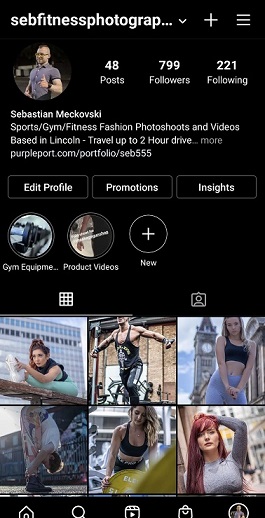 sebfitnessphotograp...
48
Posts
799
Followers
221
Following
Sebastian Meckovski
Sports/Gym/Fitness Fashion Photoshoots and Videos
Based in Lincoln - Travel up to 2 Hour drive... more
purpleport.com/portfolio/seb555
Edit Profile
Promotions
Insights
Gym Equipme...
Product Videos
New